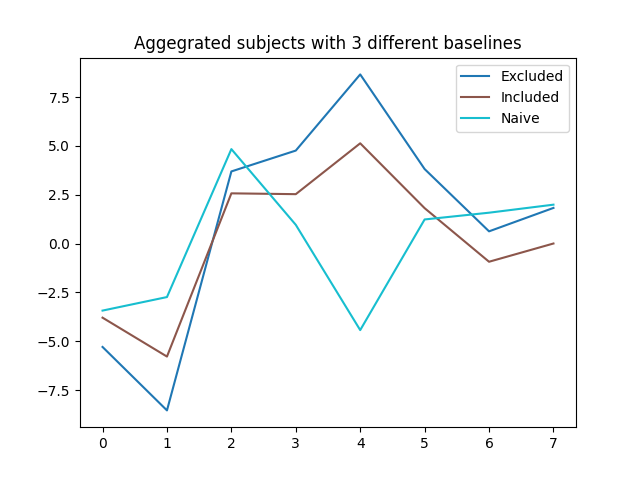 Aggegrated subjects with 3 different baselines
Excluded
Included
Naive
7.5
5.0
2.5
0.0
−2.5
−5.0
−7.5
0 1 2 3 4 5 6 7